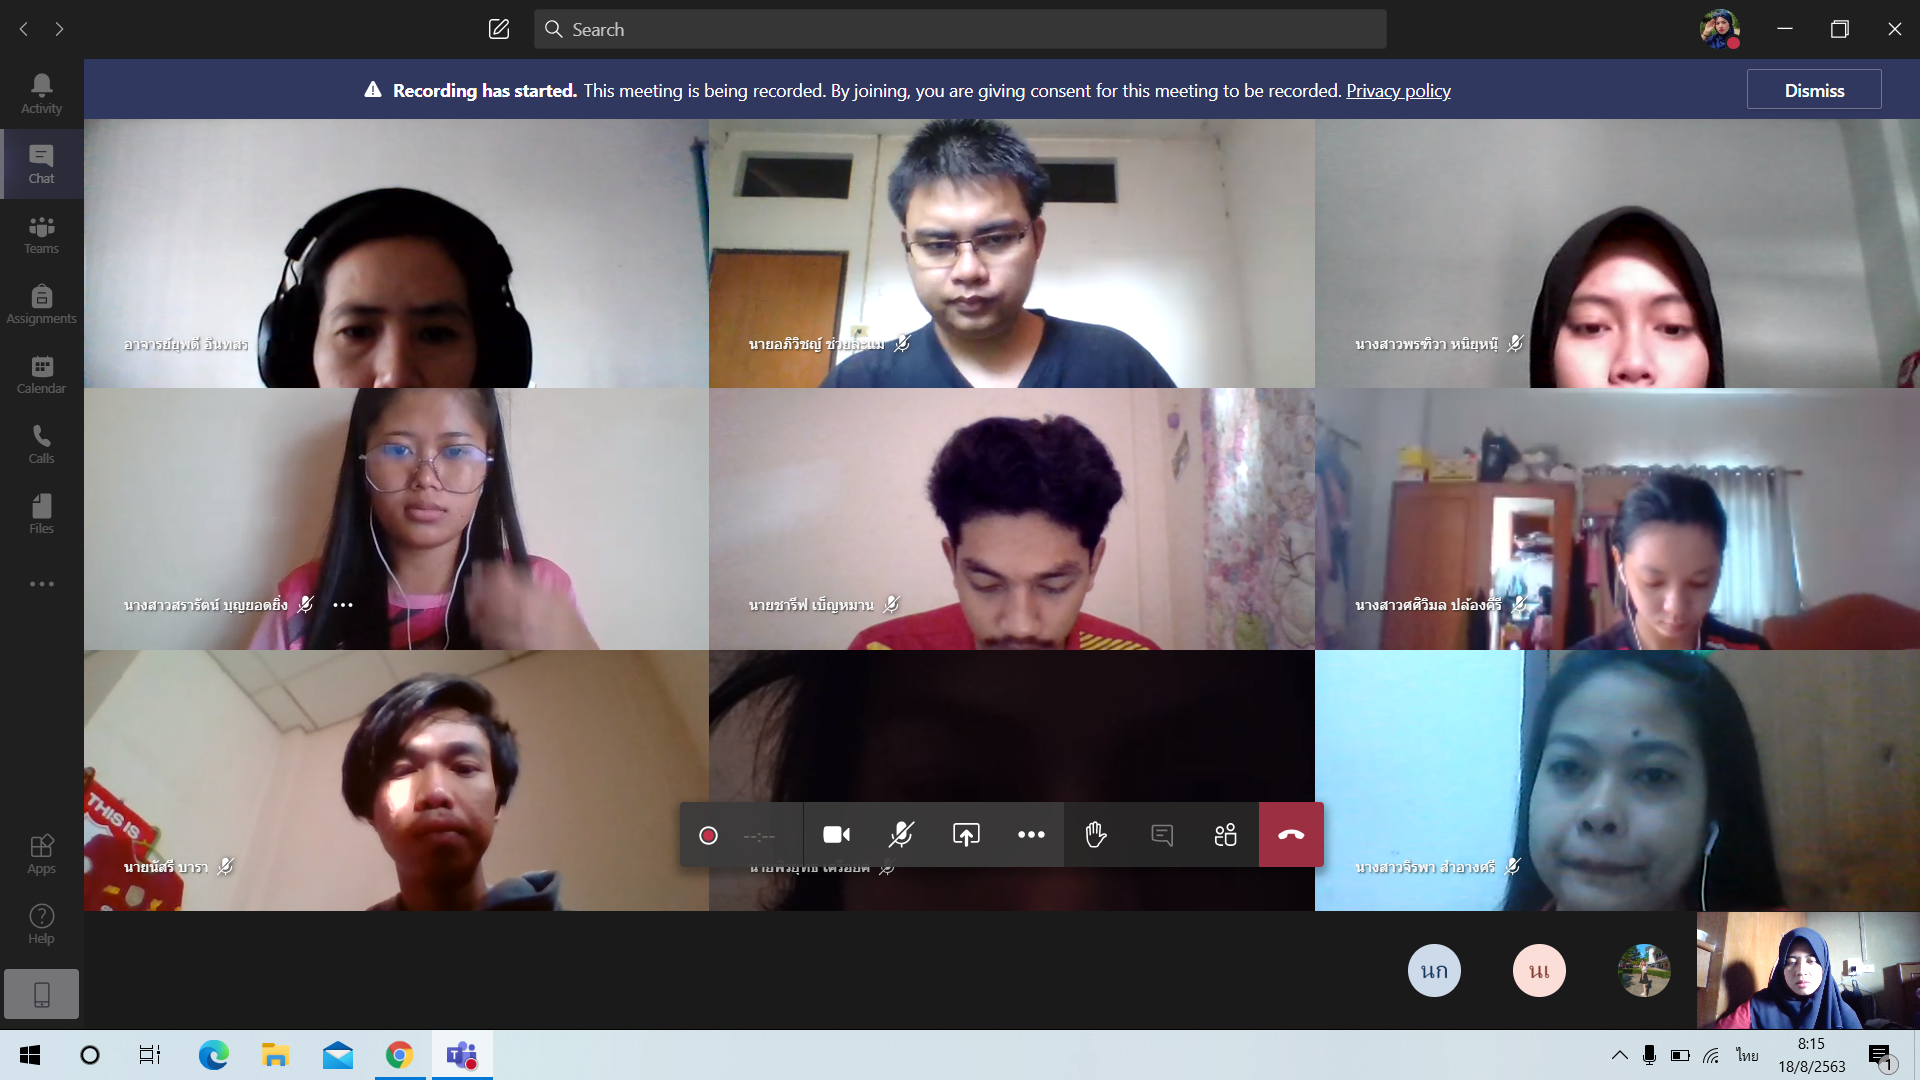 Search
Recording has started. This meeting is being recorded. By joining, you are giving consent for this meeting to be recorded. Privacy policy
Dismiss
Activity
Chat
Teams
Assignments
Calendar
Calls
Files
Apps
Help
อาจารย์ยุพดี อินทสร
นายอภิวิชญ์ ช่วยละแม
นางสาวพรฑิวา หนิยุหนุ๊
นางสาวสรารัตน์ บุญยอดยิ่ง
นายชารีฟ เบ็ญหมาน
นางสาวศศิวิมล ปล้องคีรี
THIS IS
นายนัสรี บารา
--:--
นางสาวจิรพา สำอางศรี
นก
นเ
ไทย
8:15
18/8/2563
1